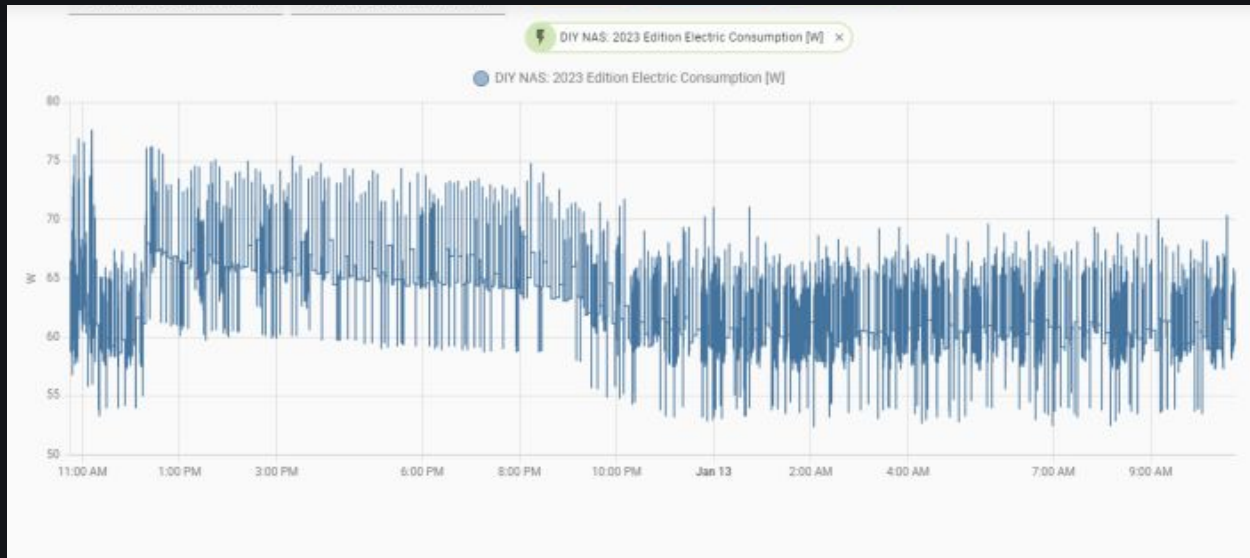 DIY NAS: 2023 Edition Electric Consumption [W] ×
DIY NAS: 2023 Edition Electric Consumption [W]
80
75
70
65
60
55
50
W
11:00 AM 1:00 PM 3:00 PM 6:00 PM 8:00 PM 10:00 PM Jan 13 2:00 AM 4:00 AM 7:00 AM 9:00 AM